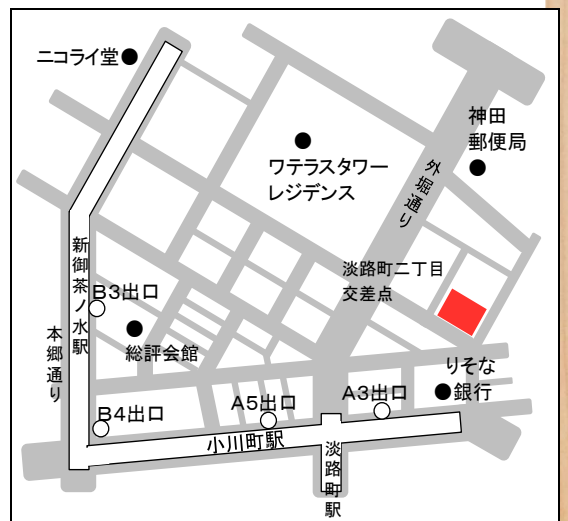 ニコライ堂
神田
郵便局
ワテラスタワー
レジデンス
外堀通り
淡路町二丁目
交差点
新御茶ノ水駅
B3出口
本郷通り
総評会館
りそな
銀行
A3出口
A5出口
B4出口
小川町駅
淡路町駅